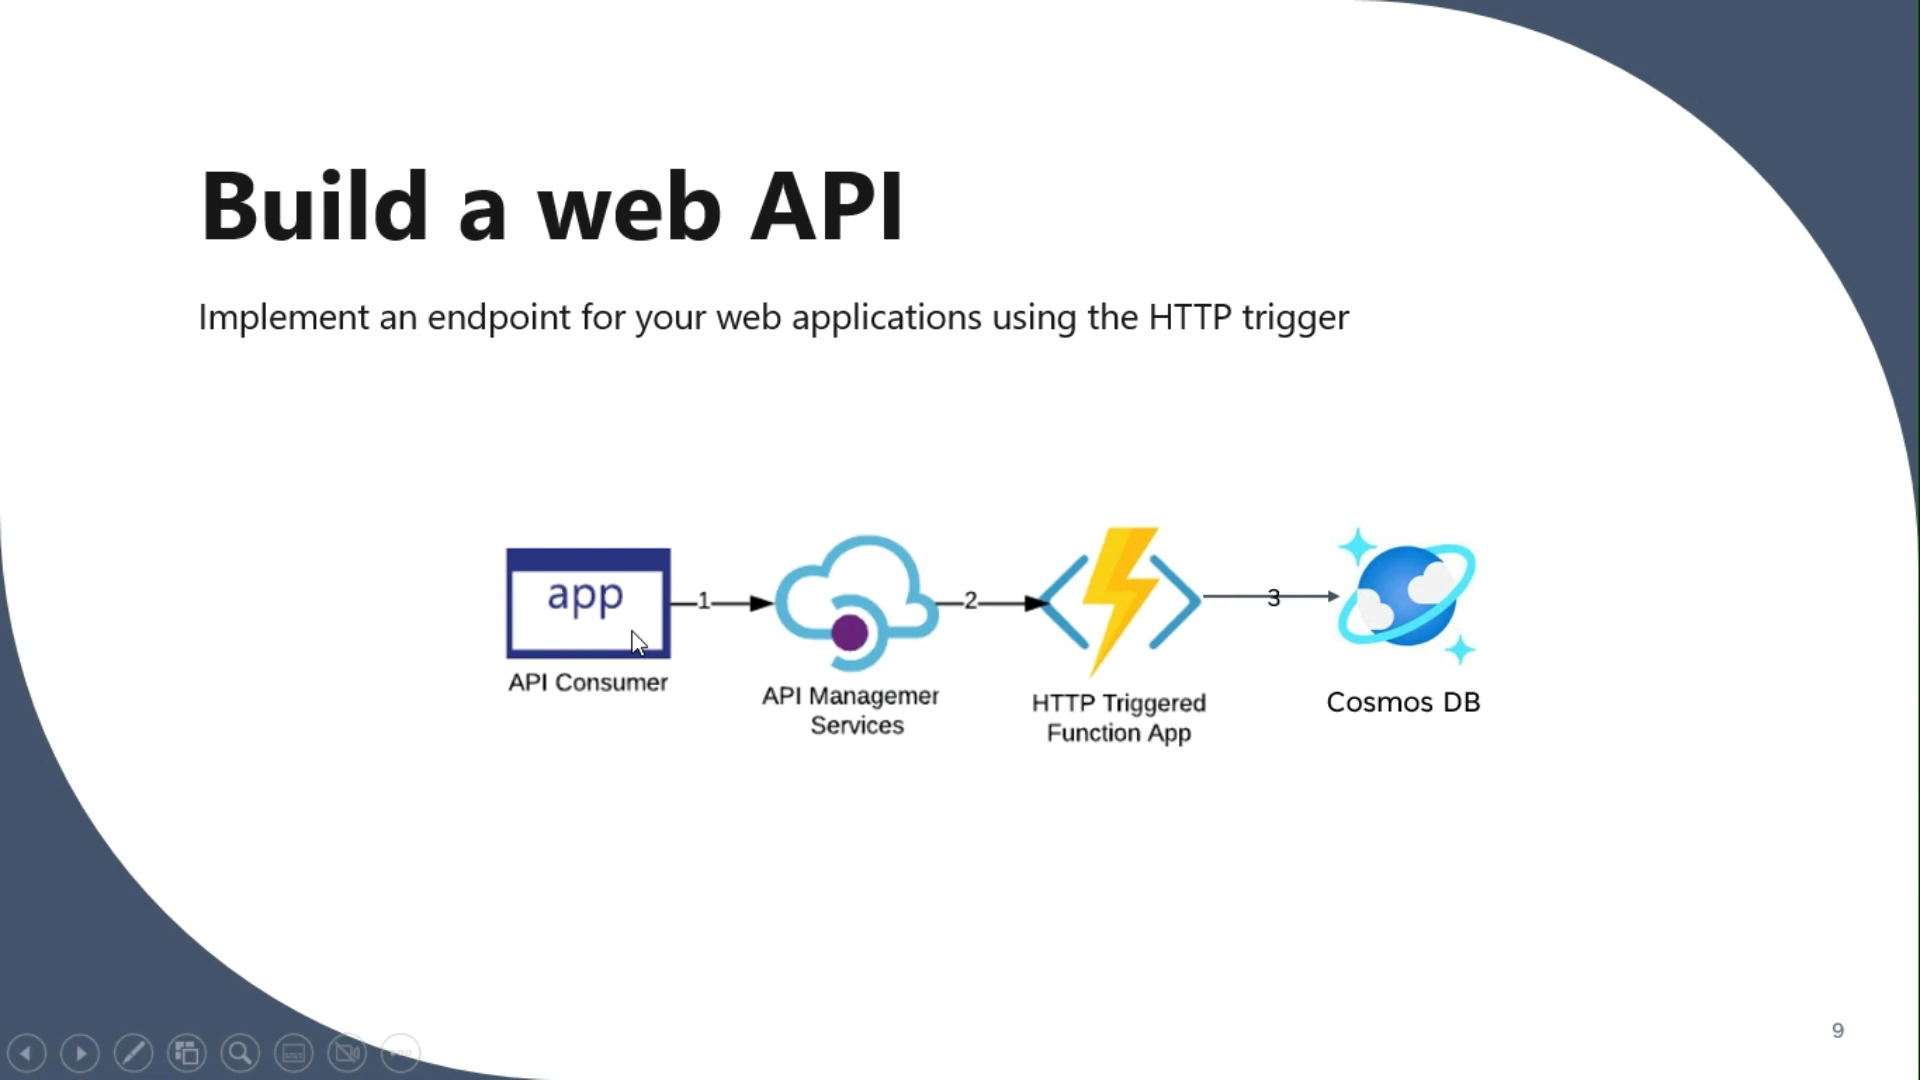 Build a web API
Implement an endpoint for your web applications using the HTTP trigger
app
1
2
3
API Consumer
API Managemer
Services
HTTP Triggered
Function App
Cosmos DB
9